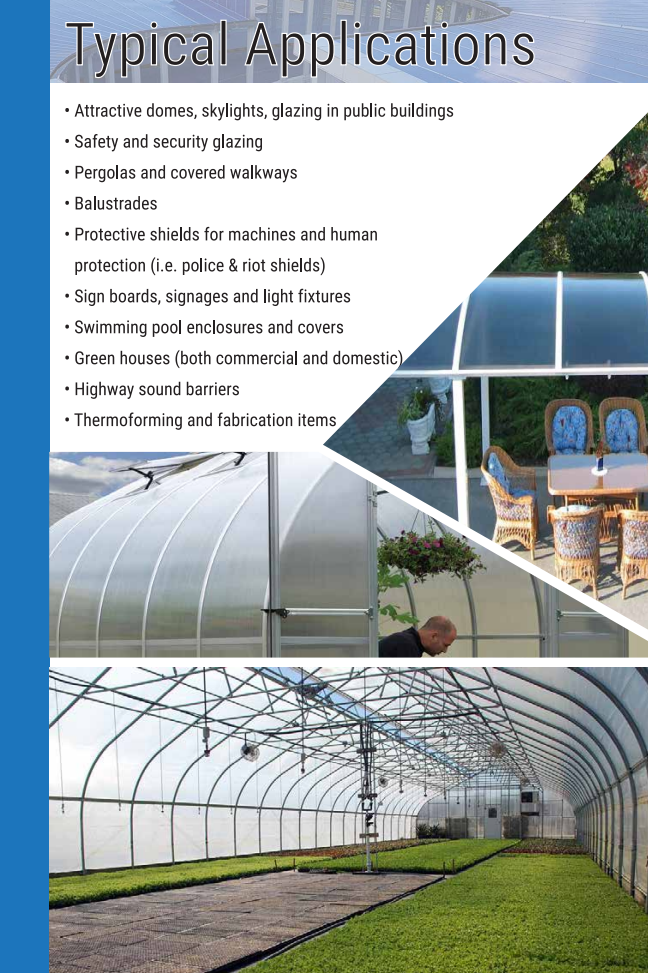 Typical Applications
• Attractive domes, skylights, glazing in public buildings
• Safety and security glazing
• Pergolas and covered walkways
• Balustrades
• Protective shields for machines and human
protection (i.e. police & riot shields)
• Sign boards, signages and light fixtures
• Swimming pool enclosures and covers
• Green houses (both commercial and domestic)
• Highway sound barriers
• Thermoforming and fabrication items